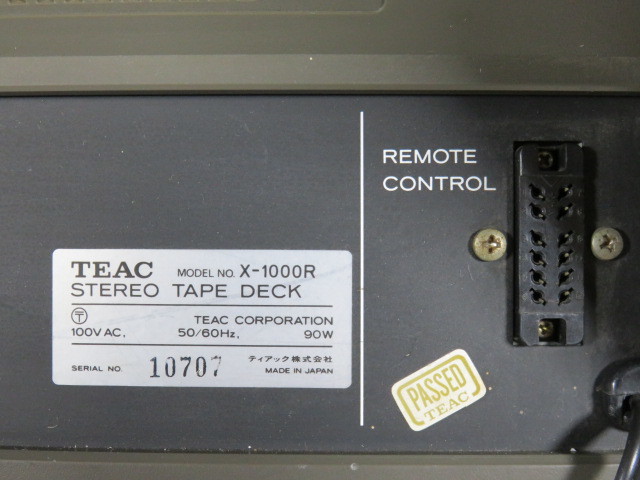 TEAC MODEL NO. X-1000R
STEREO TAPE DECK
〒 TEAC CORPORATION
100V AC, 50/60Hz, 90W
ティアック株式会社
SERIAL NO. 10707 MADE IN JAPAN
REMOTE
CONTROL
PASSED
TEAC